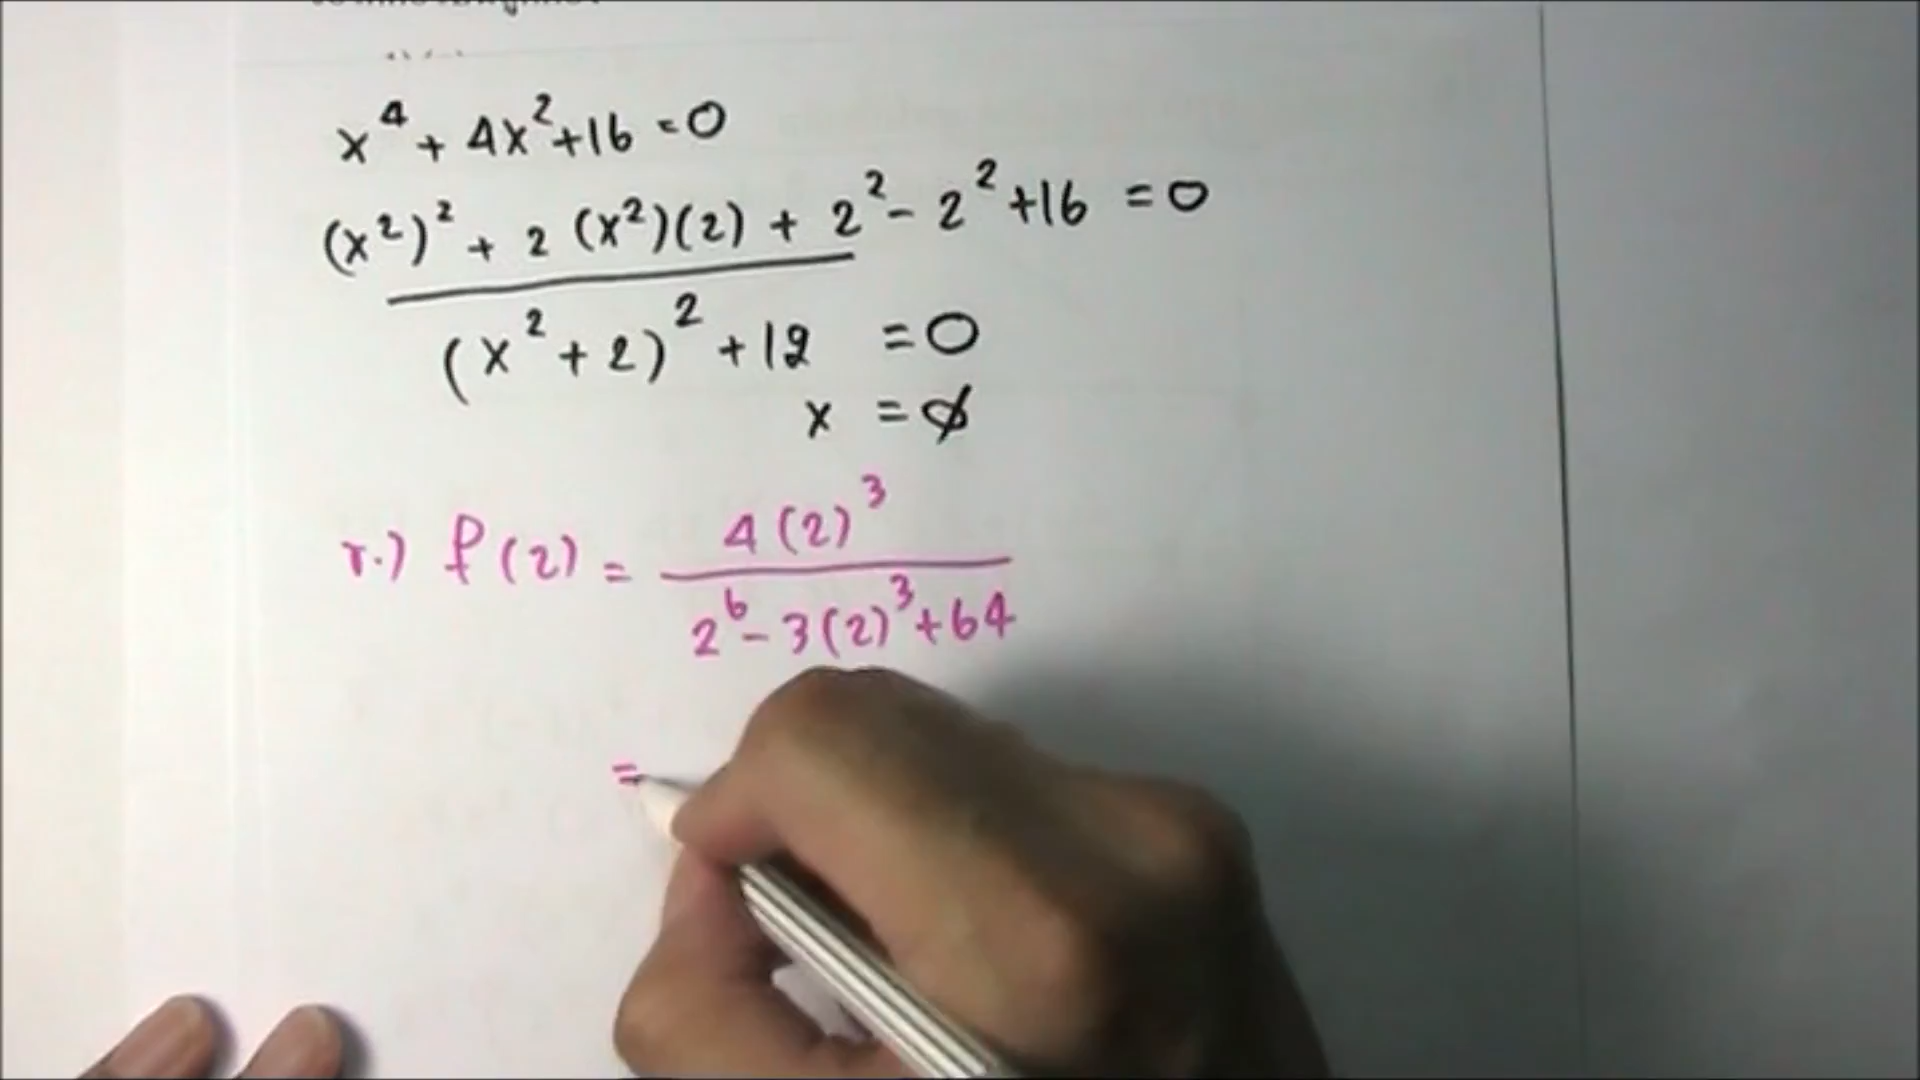 x⁴ + 4x² + 16 = 0
(x²)² + 2 (x²)(2) + 2² - 2² + 16 = 0
(x² + 2)² + 12 = 0
x = ∅
ข.) f(2) = 4(2)³ / 2⁶ - 3(2)³ + 64
=